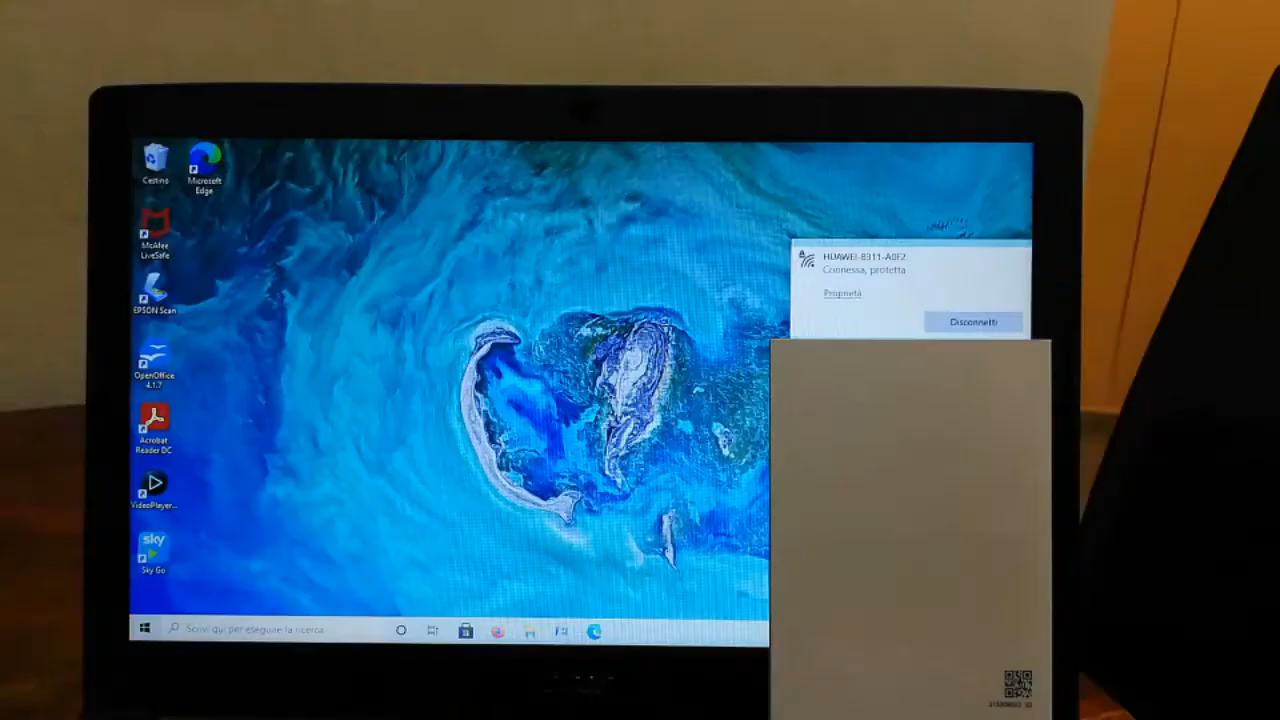 Cestino
Microsoft
Edge
McAfee
LiveSafe
EPSON Scan
OpenOffice
4.1.7
Acrobat
Reader DC
VideoPlayer...
sky
Sky Go
HUAWEI-8311-A0F2
Connessa, protetta
Proprietà
Disconnetti
Scrivi qui per eseguire la ricerca